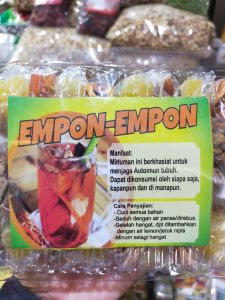 EMPON-EMPON
Manfaat:
Minuman ini berkhasiat untuk
menjaga Autoimun tubuh.
Dapat dikonsumsi oleh siapa saja,
kapanpun dan di manapun.
Cara Penyajian:
- Cuci semua bahan
-Seduh dengan air panas/direbus
-Setelah hangat, dpt ditambahkan
dengan air lemon/jeruk nipis
-Minum selagi hangat